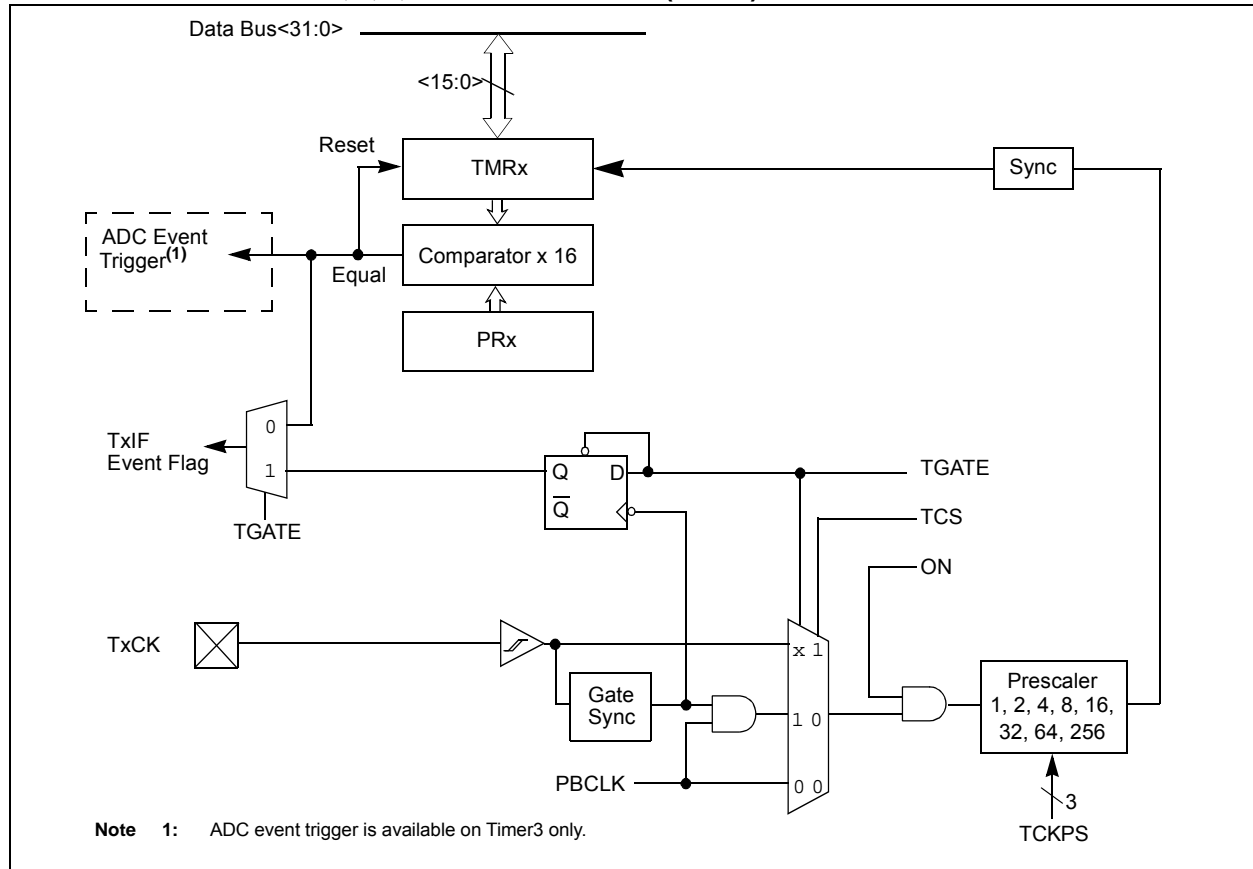 Data Bus<31:0>
<15:0>
Reset
TMRx
Sync
ADC Event
Trigger(1)
Equal
Comparator x 16
PRx
0
1
TxIF
Event Flag
TGATE
Q
D
Q
TGATE
TCS
ON
TxCK
x 1
Gate
Sync
1 0
Prescaler
1, 2, 4, 8, 16,
32, 64, 256
PBCLK
0 0
3
TCKPS
Note 1: ADC event trigger is available on Timer3 only.